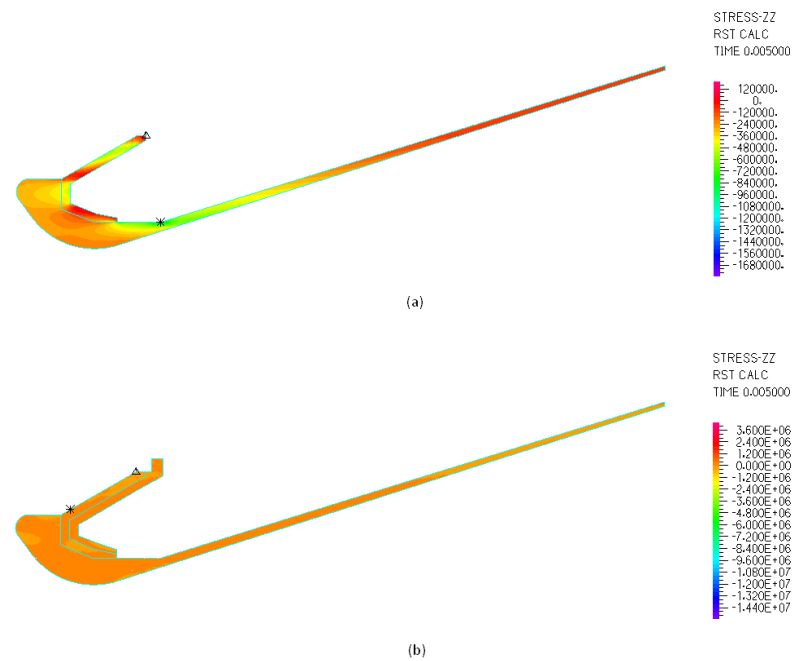 STRESS-ZZ
RST CALC
TIME 0.005000
120000.
0.
-120000.
-240000.
-360000.
-480000.
-600000.
-720000.
-840000.
-960000.
-1080000.
-1200000.
-1320000.
-1440000.
-1560000.
-1680000.
(a)
STRESS-ZZ
RST CALC
TIME 0.005000
3.600E+06
2.400E+06
1.200E+06
0.000E+00
-1.200E+06
-2.400E+06
-3.600E+06
-4.800E+06
-6.000E+06
-7.200E+06
-8.400E+06
-9.600E+06
-1.080E+07
-1.200E+07
-1.320E+07
-1.440E+07
(b)